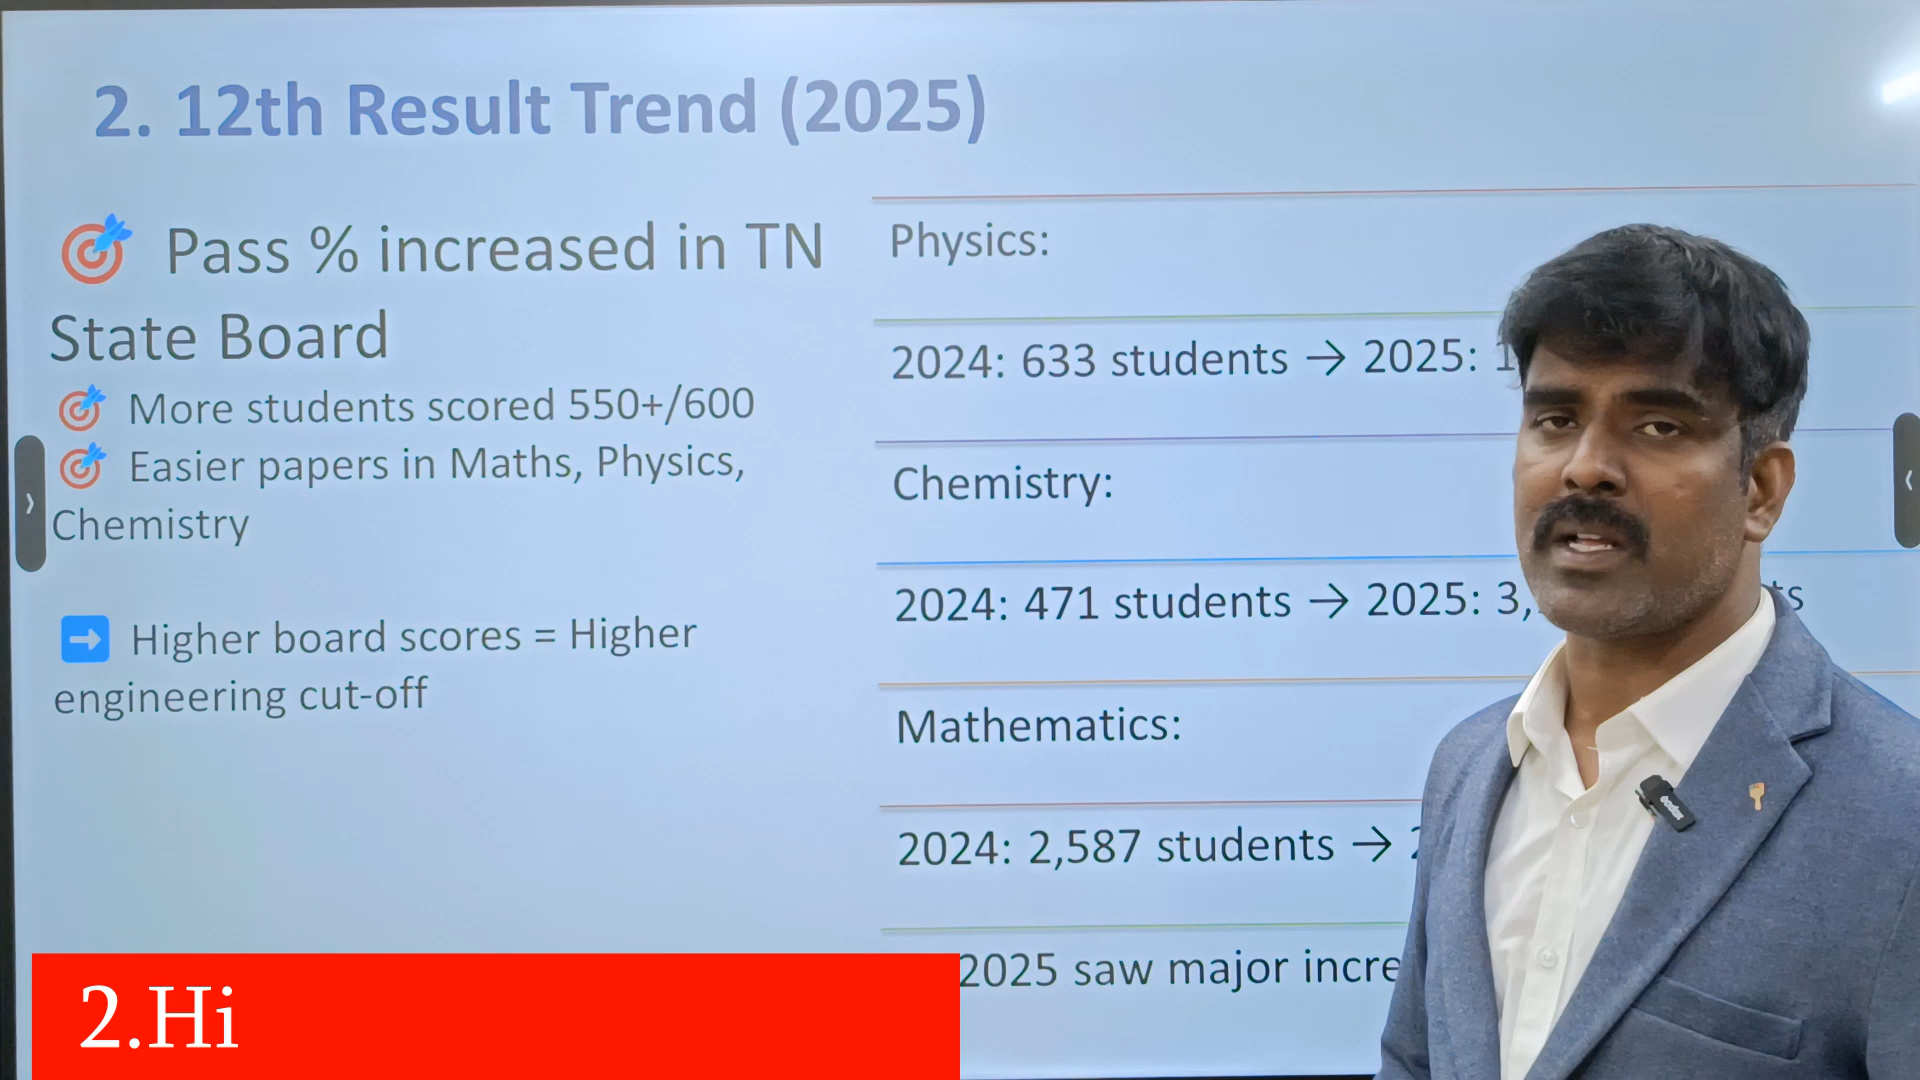 2. 12th Result Trend (2025)
Pass % increased in TN
State Board
More students scored 550+/600
Easier papers in Maths, Physics,
Chemistry
Higher board scores = Higher
engineering cut-off
Physics:
2024: 633 students → 2025:
Chemistry:
2024: 471 students → 2025:
Mathematics:
2024: 2,587 students →
2025 saw major
2.Hi